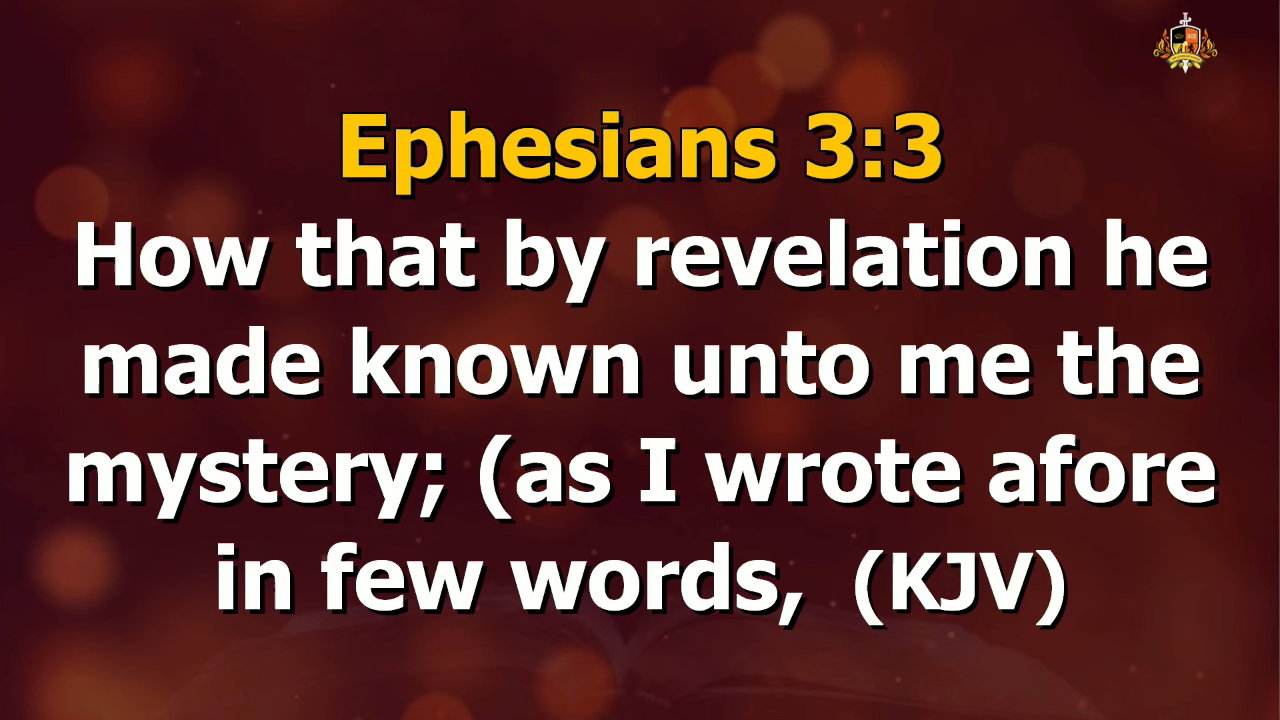 Ephesians 3:3
How that by revelation he
made known unto me the
mystery; (as I wrote afore
in few words,  (KJV)